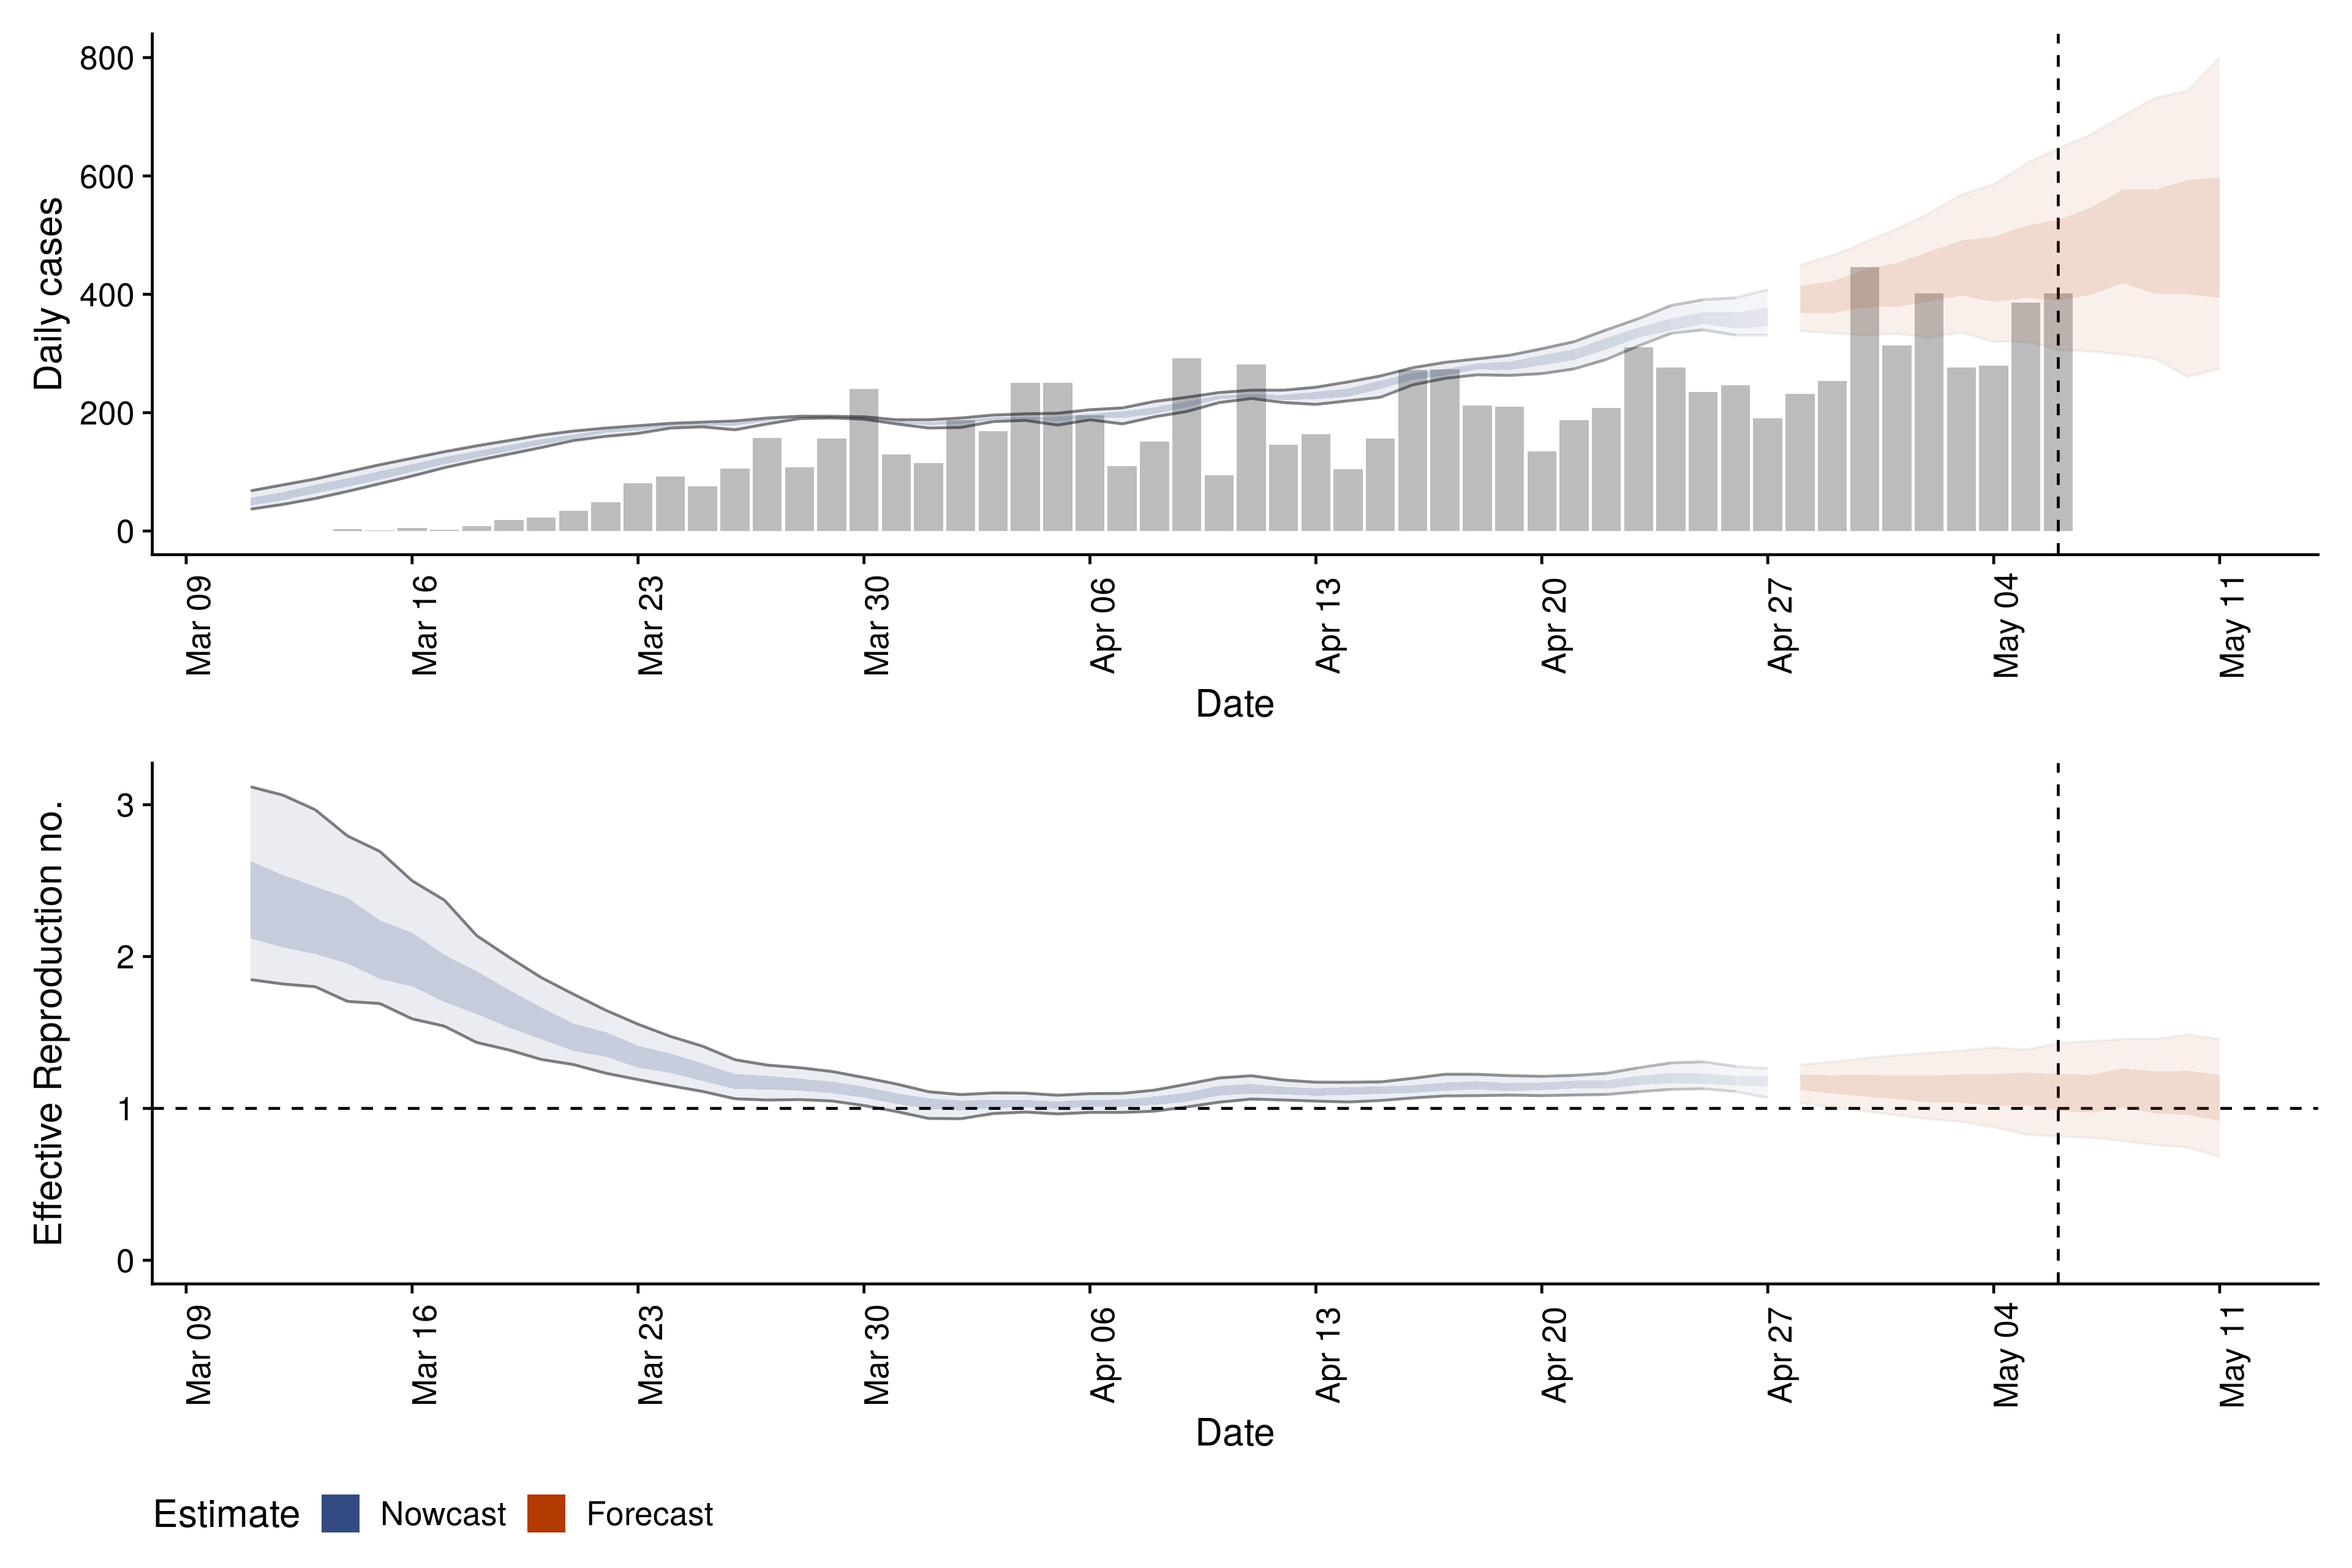 800
600
400
200
0
Daily cases
Mar 09 Mar 16 Mar 23 Mar 30 Apr 06 Apr 13 Apr 20 Apr 27 May 04 May 11
Date
3
2
1
0
Effective Reproduction no.
Mar 09 Mar 16 Mar 23 Mar 30 Apr 06 Apr 13 Apr 20 Apr 27 May 04 May 11
Date
Estimate Nowcast Forecast